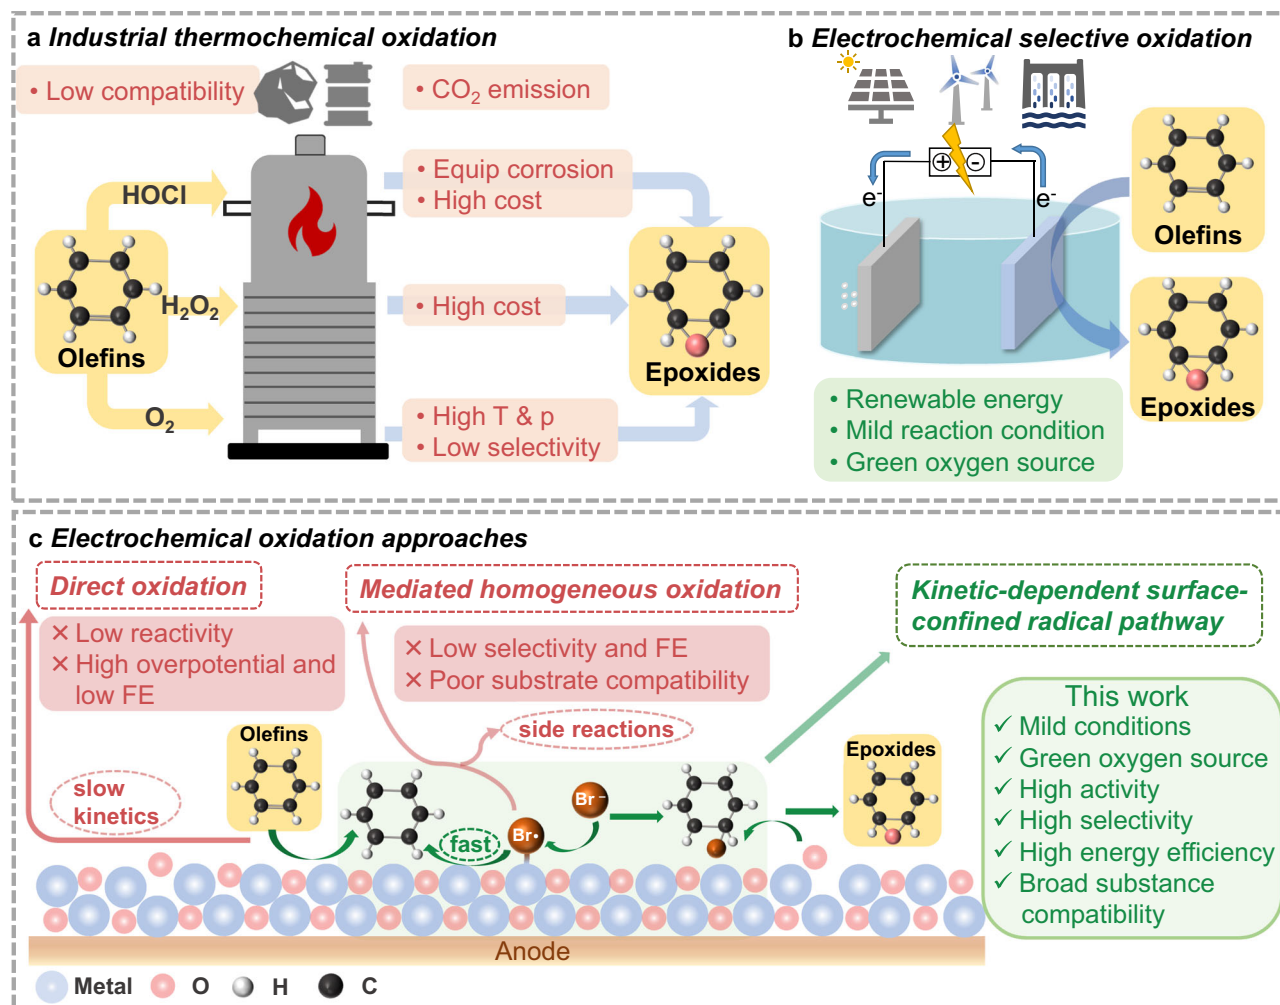 a Industrial thermochemical oxidation
• Low compatibility
• CO₂ emission
HOCl
• Equip corrosion
• High cost
Olefins
H₂O₂
• High cost
Epoxides
O₂
• High T & p
• Low selectivity
b Electrochemical selective oxidation
+
-
e⁻
e⁻
Olefins
Epoxides
• Renewable energy
• Mild reaction condition
• Green oxygen source
c Electrochemical oxidation approaches
Direct oxidation
× Low reactivity
× High overpotential and
low FE
slow
kinetics
Mediated homogeneous oxidation
× Low selectivity and FE
× Poor substrate compatibility
side reactions
Kinetic-dependent surface-
confined radical pathway
Olefins
fast
Br•
Br⁻
Epoxides
This work
✓ Mild conditions
✓ Green oxygen source
✓ High activity
✓ High selectivity
✓ High energy efficiency
✓ Broad substance
compatibility
Anode
Metal O H C